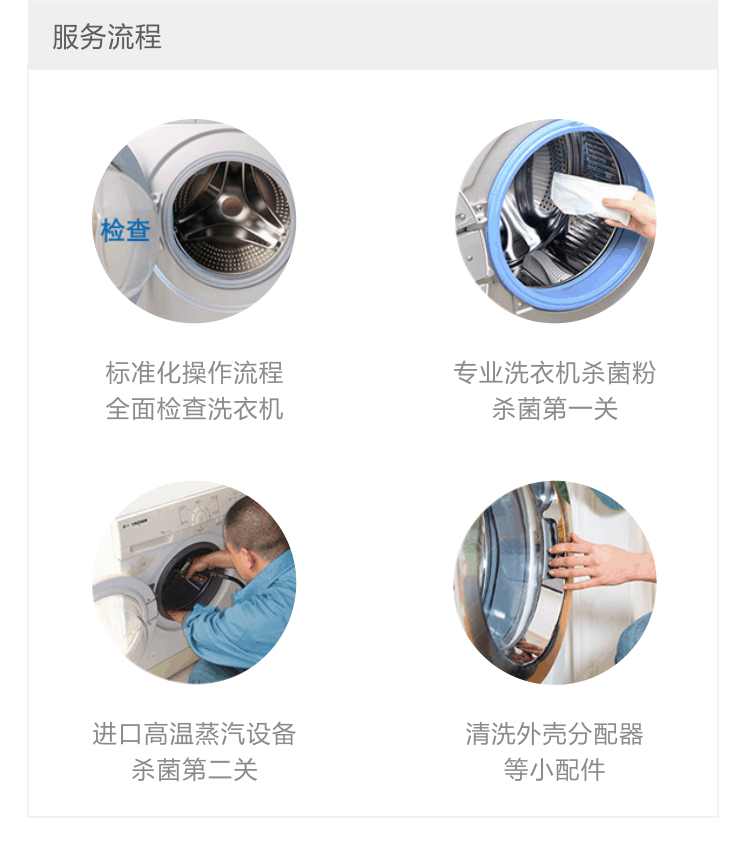 服务流程
检查
标准化操作流程
全面检查洗衣机
专业洗衣机杀菌粉
杀菌第一关
进口高温蒸汽设备
杀菌第二关
清洗外壳分配器
等小配件